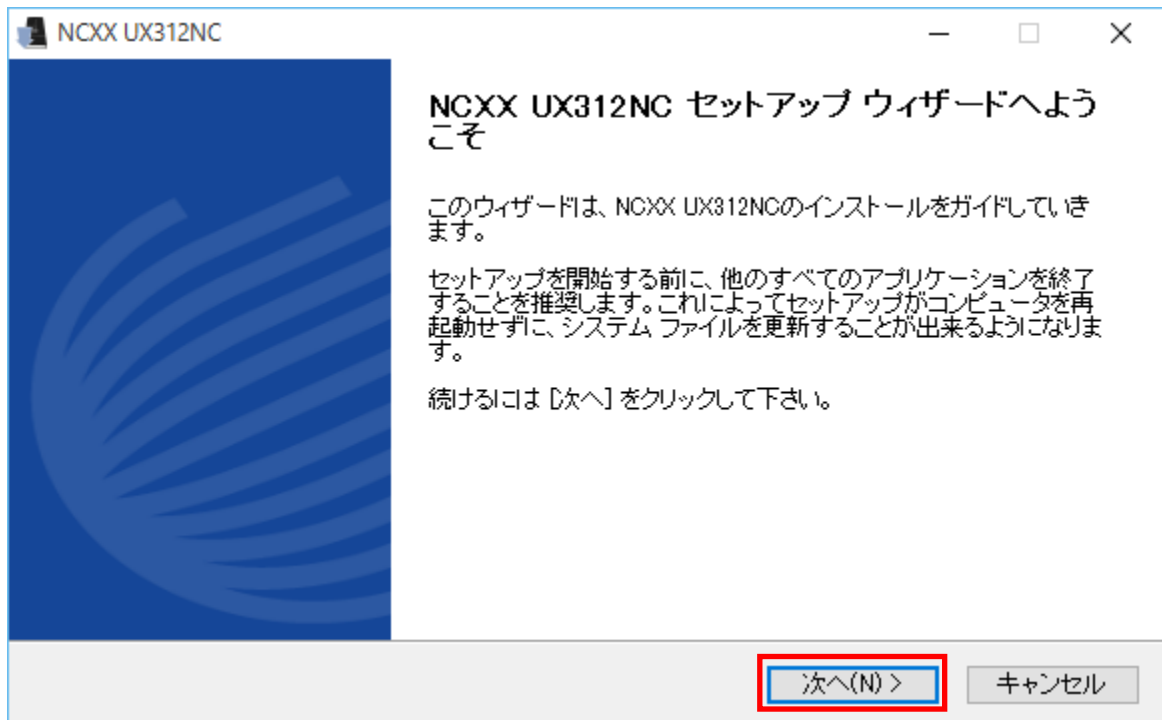 NCXX UX312NC
NCXX UX312NC セットアップ ウィザードへよう
こそ
このウィザードは、NCXX UX312NCのインストールをガイドしていき
ます。
セットアップを開始する前に、他のすべてのアプリケーションを終了
することを推奨します。これによってセットアップがコンピュータを再
起動せずに、システム ファイルを更新することが出来るようになりま
す。
続けるには [次へ] をクリックして下さい。
次へ(N) >
キャンセル